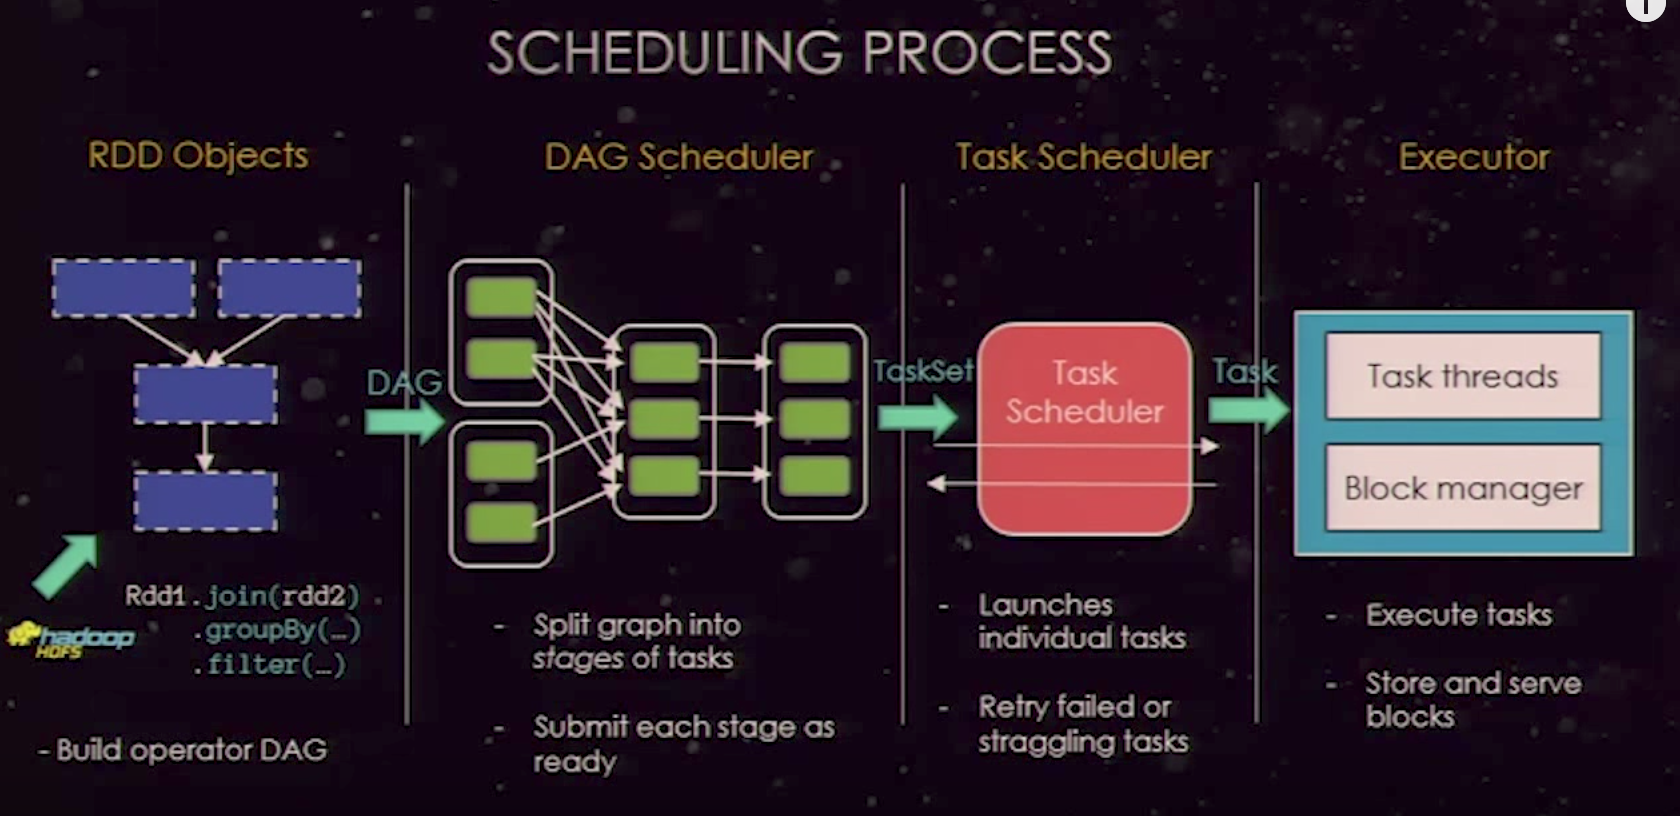 SCHEDULING PROCESS
RDD Objects
DAG Scheduler
Task Scheduler
Executor
DAG
TaskSet
Task
Scheduler
Task
Task threads
Block manager
hadoop
HDFS
Rdd1.join(rdd2)
.groupBy(…)
.filter(…)
- Build operator DAG
- Split graph into
stages of tasks
- Submit each stage as
ready
- Launches
individual tasks
- Retry failed or
straggling tasks
- Execute tasks
- Store and serve
blocks